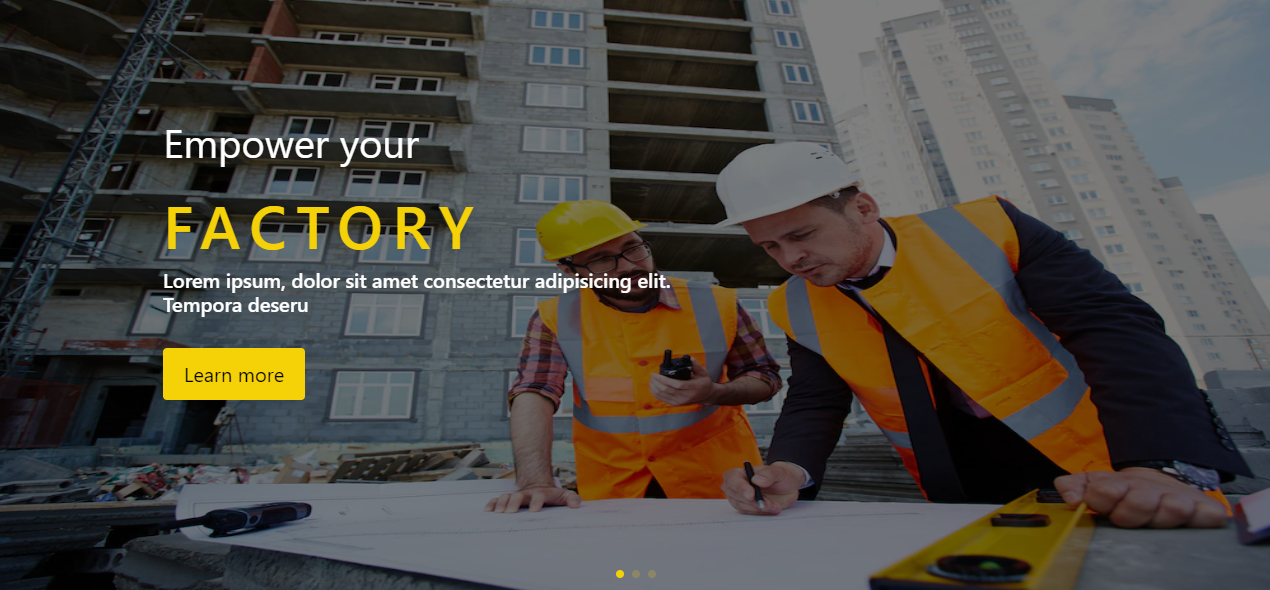 Empower your
FACTORY
Lorem ipsum, dolor sit amet consectetur adipisicing elit.
Tempora deseru
Learn more